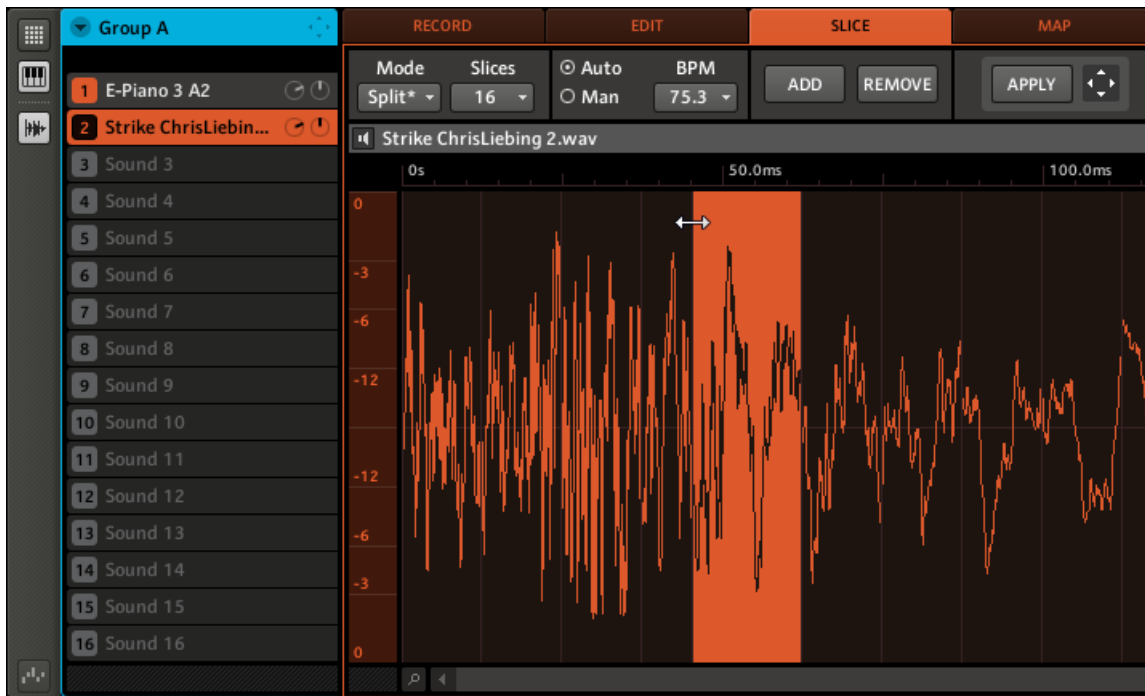 Group A
RECORD EDIT SLICE MAP
Mode Slices Auto BPM
Split* 16 Man 75.3 ADD REMOVE APPLY
1 E-Piano 3 A2
2 Strike ChrisLiebin...
3 Sound 3
4 Sound 4
5 Sound 5
6 Sound 6
7 Sound 7
8 Sound 8
9 Sound 9
10 Sound 10
11 Sound 11
12 Sound 12
13 Sound 13
14 Sound 14
15 Sound 15
16 Sound 16
Strike ChrisLiebing 2.wav
0s 50.0ms 100.0ms
0
-3
-6
-12
-12
-6
-3
0